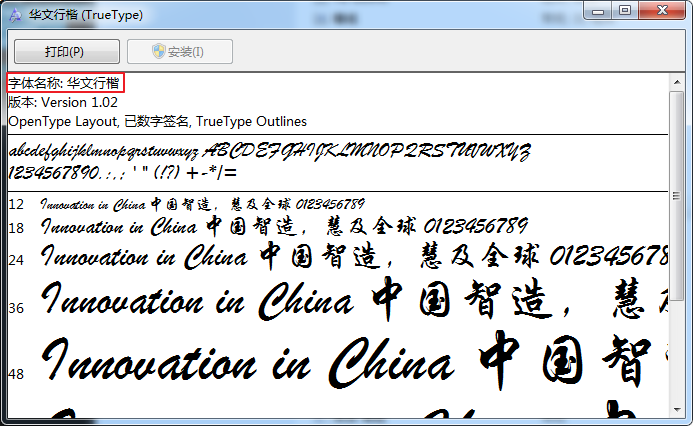 华文行楷 (TrueType)
打印(P) 安装(I)
字体名称: 华文行楷
版本: Version 1.02
OpenType Layout, 已数字签名, TrueType Outlines
abcdefghijklmnopqrstuvwxyz ABCDEFGHIJKLMNOPQRSTUVWXYZ
1234567890.:,; ' " (!?) +-*/=
12 Innovation in China 中国智造，慧及全球 0123456789
18 Innovation in China 中国智造，慧及全球 0123456789
24 Innovation in China 中国智造，慧及全球 0123456789
36 Innovation in China 中国智造，慧及
48 Innovation in China 中国智